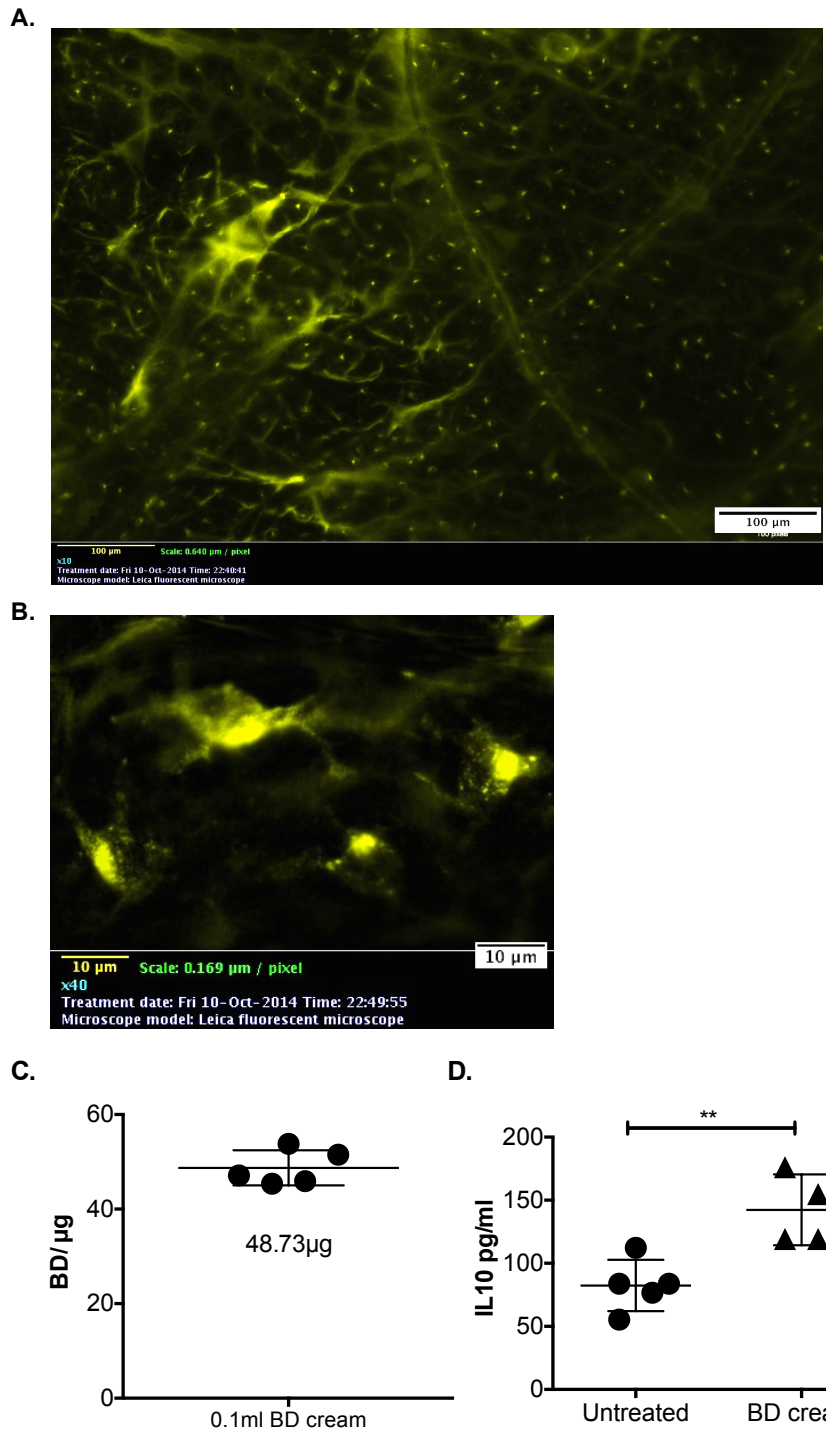 A.
100 µm
100 pixels
100 µm Scale: 0.640 µm / pixel
x10
Treatment date: Fri 10-Oct-2014 Time: 22:40:41
Microscope model: Leica fluorescent microscope
B.
10 µm
10 µm Scale: 0.169 µm / pixel
x40
Treatment date: Fri 10-Oct-2014 Time: 22:49:55
Microscope model: Leica fluorescent microscope
C.
60
40
20
0
BD/µg
48.73µg
0.1ml BD cream
D.
**
200
150
100
50
0
IL10 pg/ml
Untreated
BD crea